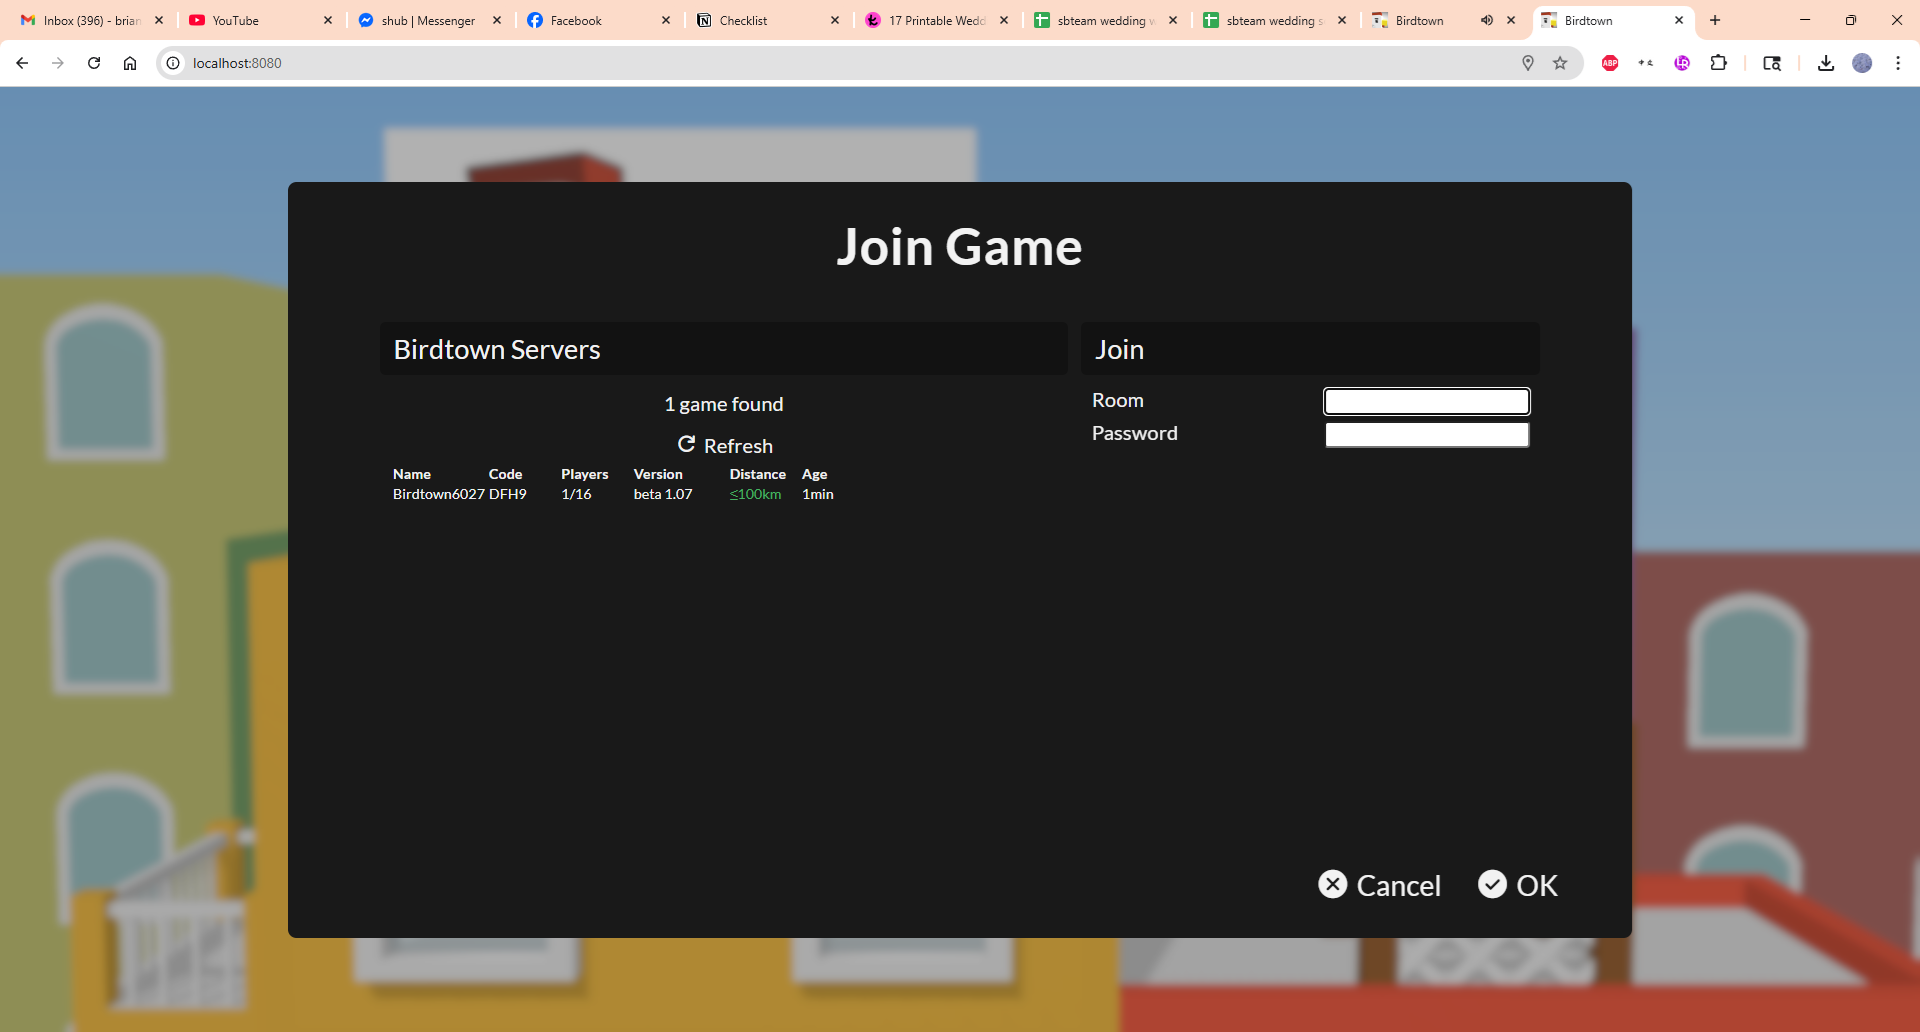 Inbox (396) - brian
YouTube
shub | Messenger
Facebook
Checklist
17 Printable Wedd
sbteam wedding w
sbteam wedding s
Birdtown
Birdtown
localhost:8080
ABP
Join Game
Birdtown Servers
1 game found
Refresh
Name Code Players Version Distance Age
Birdtown6027 DFH9 1/16 beta 1.07 ≤100km 1min
Join
Room
Password
Cancel OK